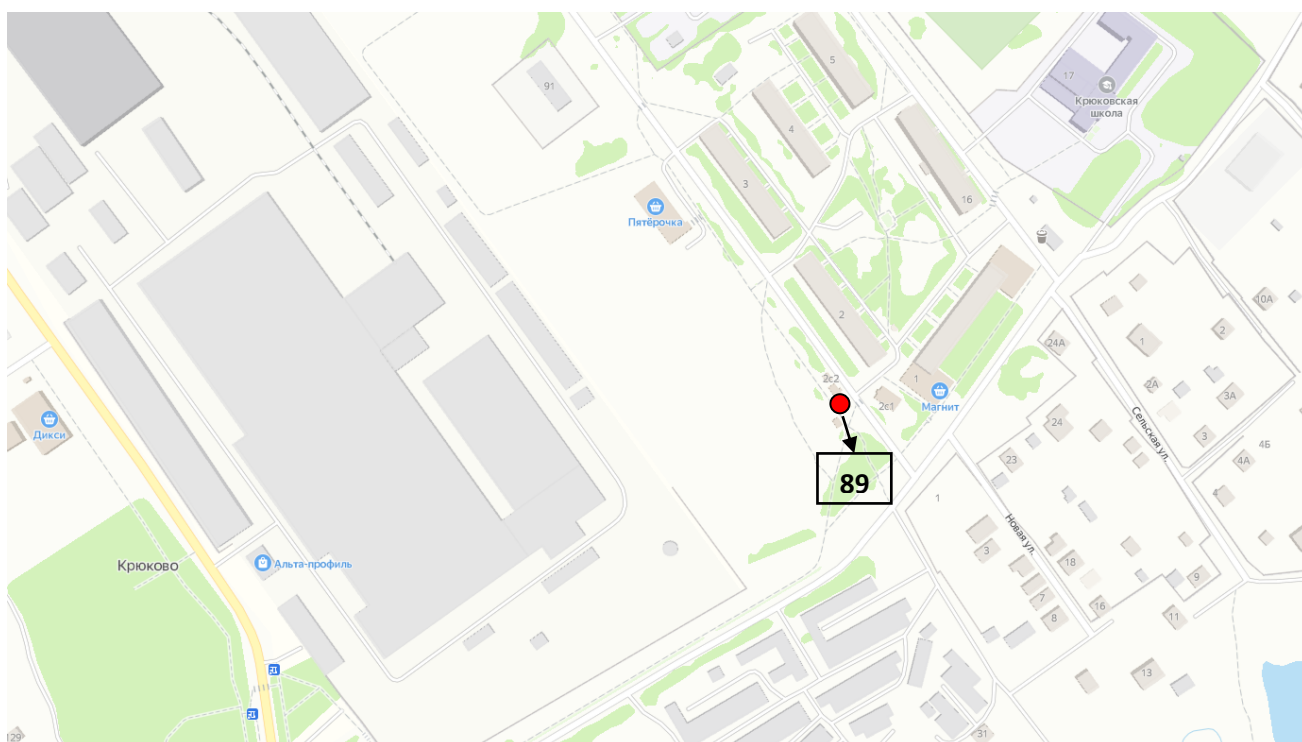 5
91
17
Крюковская
школа
4
3
16
Пятёрочка
2
10А
24А
1
2
2А
3А
2с2
1
2с1
Магнит
Дикси
24
Сельская ул.
3
4Б
23
4А
89
1
4
Новая ул.
3
Крюково
Альта-профиль
18
9
7
16
8
11
13
31
129